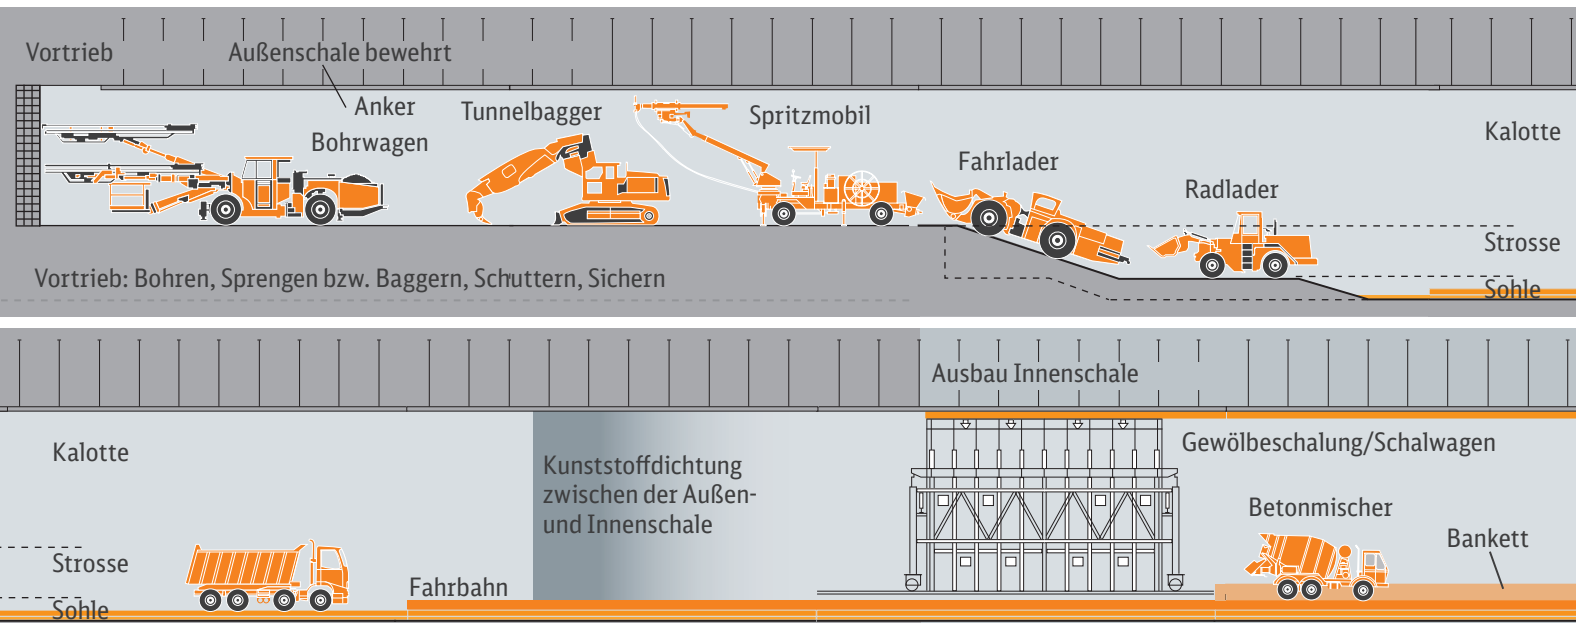 Vortrieb
Außenschale bewehrt
Anker
Bohrwagen
Tunnelbagger
Spritzmobil
Fahrlader
Radlader
Kalotte
Strosse
Sohle
Vortrieb: Bohren, Sprengen bzw. Baggern, Schuttern, Sichern
Ausbau Innenschale
Kalotte
Kunststoffdichtung
zwischen der Außen-
und Innenschale
Gewölbeschalung/Schalwagen
Betonmischer
Bankett
Strosse
Fahrbahn
Sohle